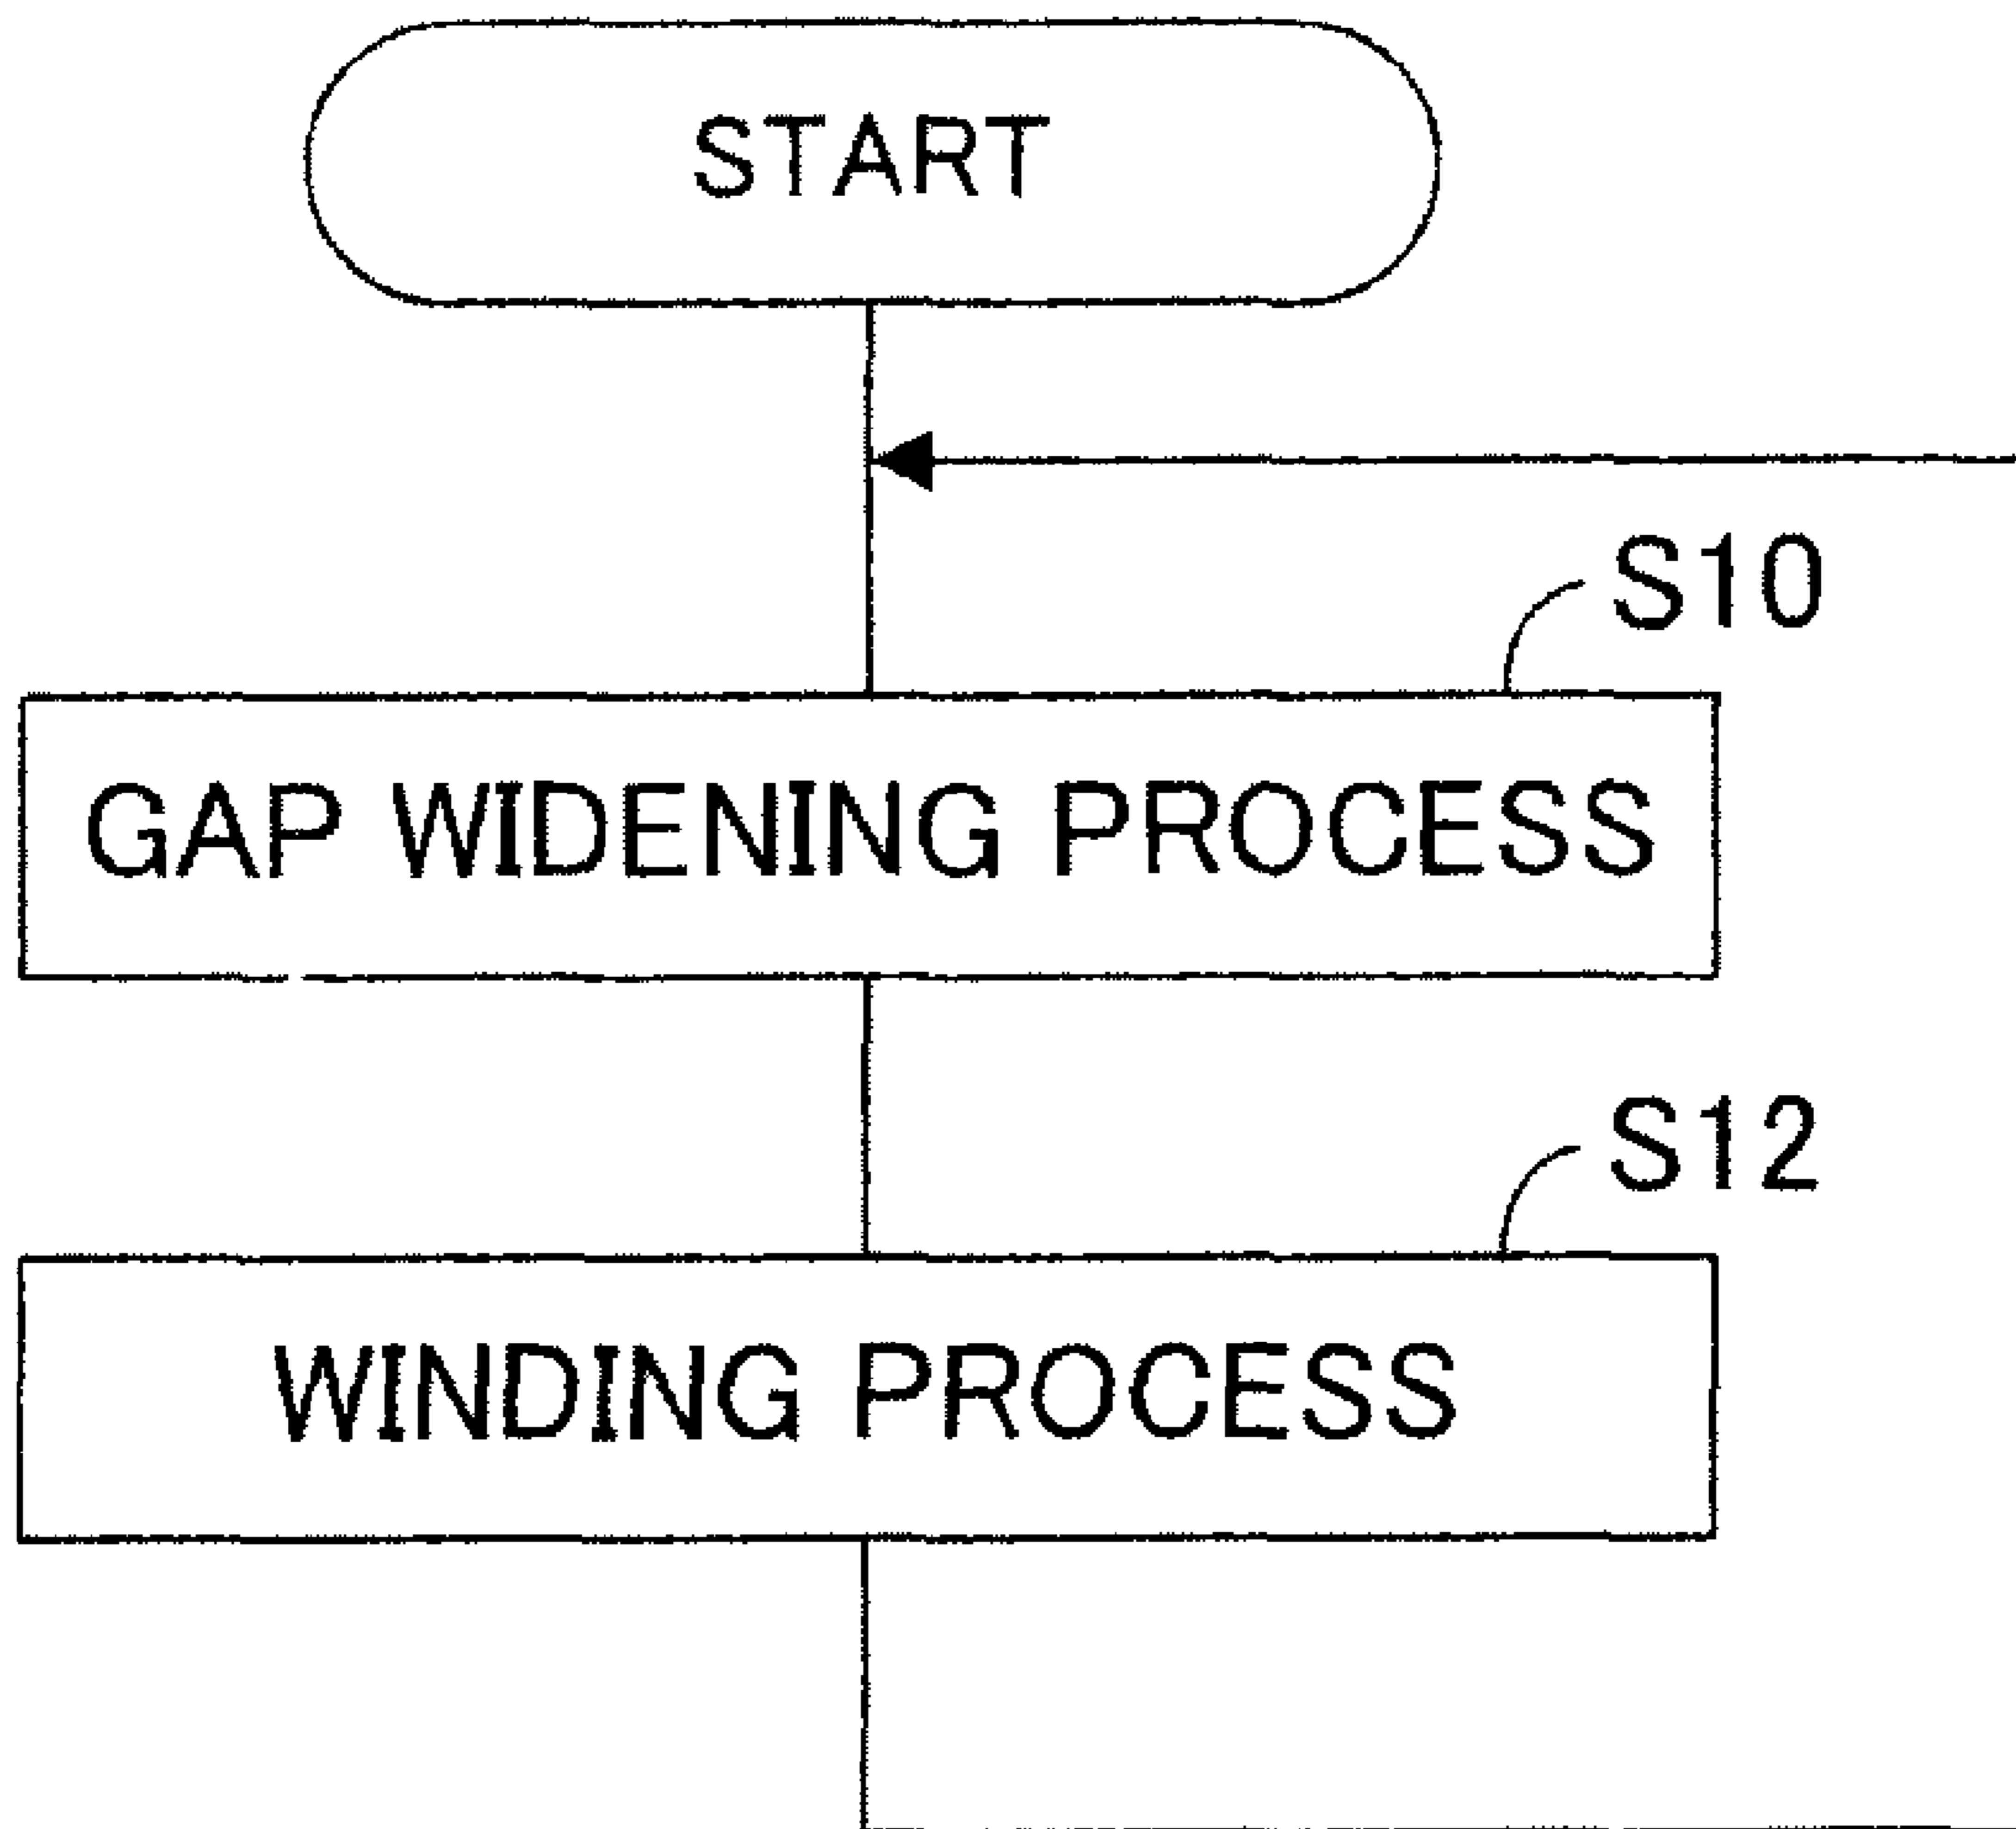 START
S10
GAP WIDENING PROCESS
S12
WINDING PROCESS